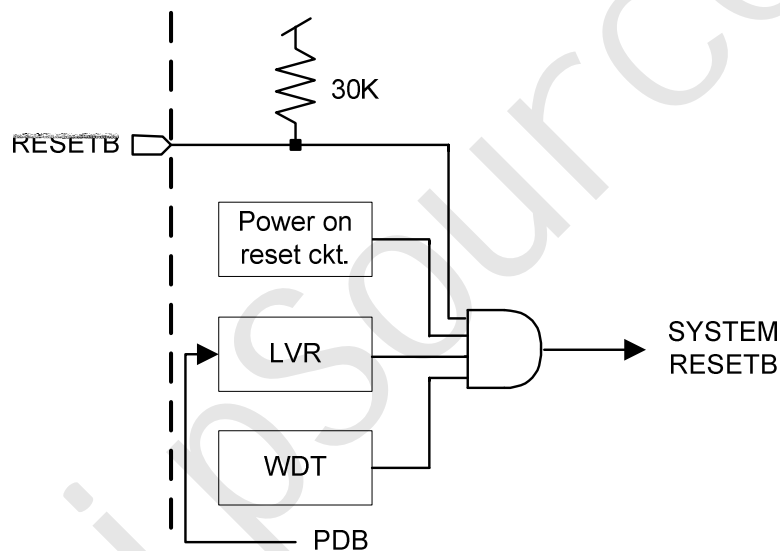 30K
RESETB
Power on
reset ckt.
LVR
WDT
PDB
SYSTEM
RESETB